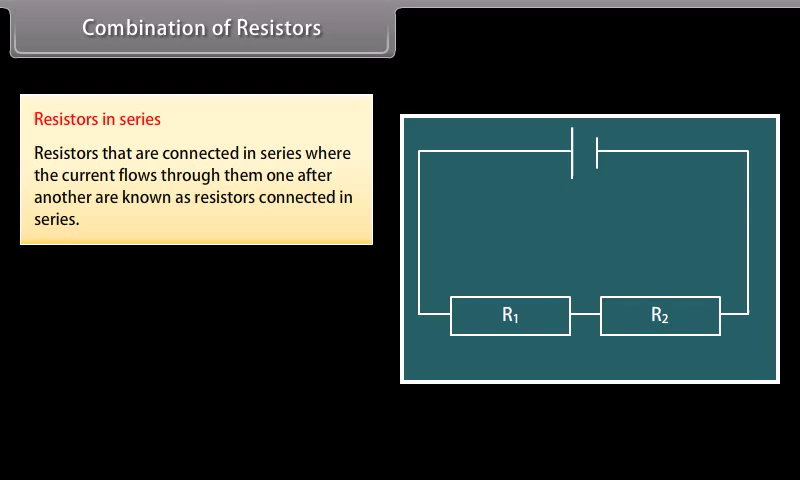 Combination of Resistors
Resistors in series
Resistors that are connected in series where
the current flows through them one after
another are known as resistors connected in
series.
R₁
R₂